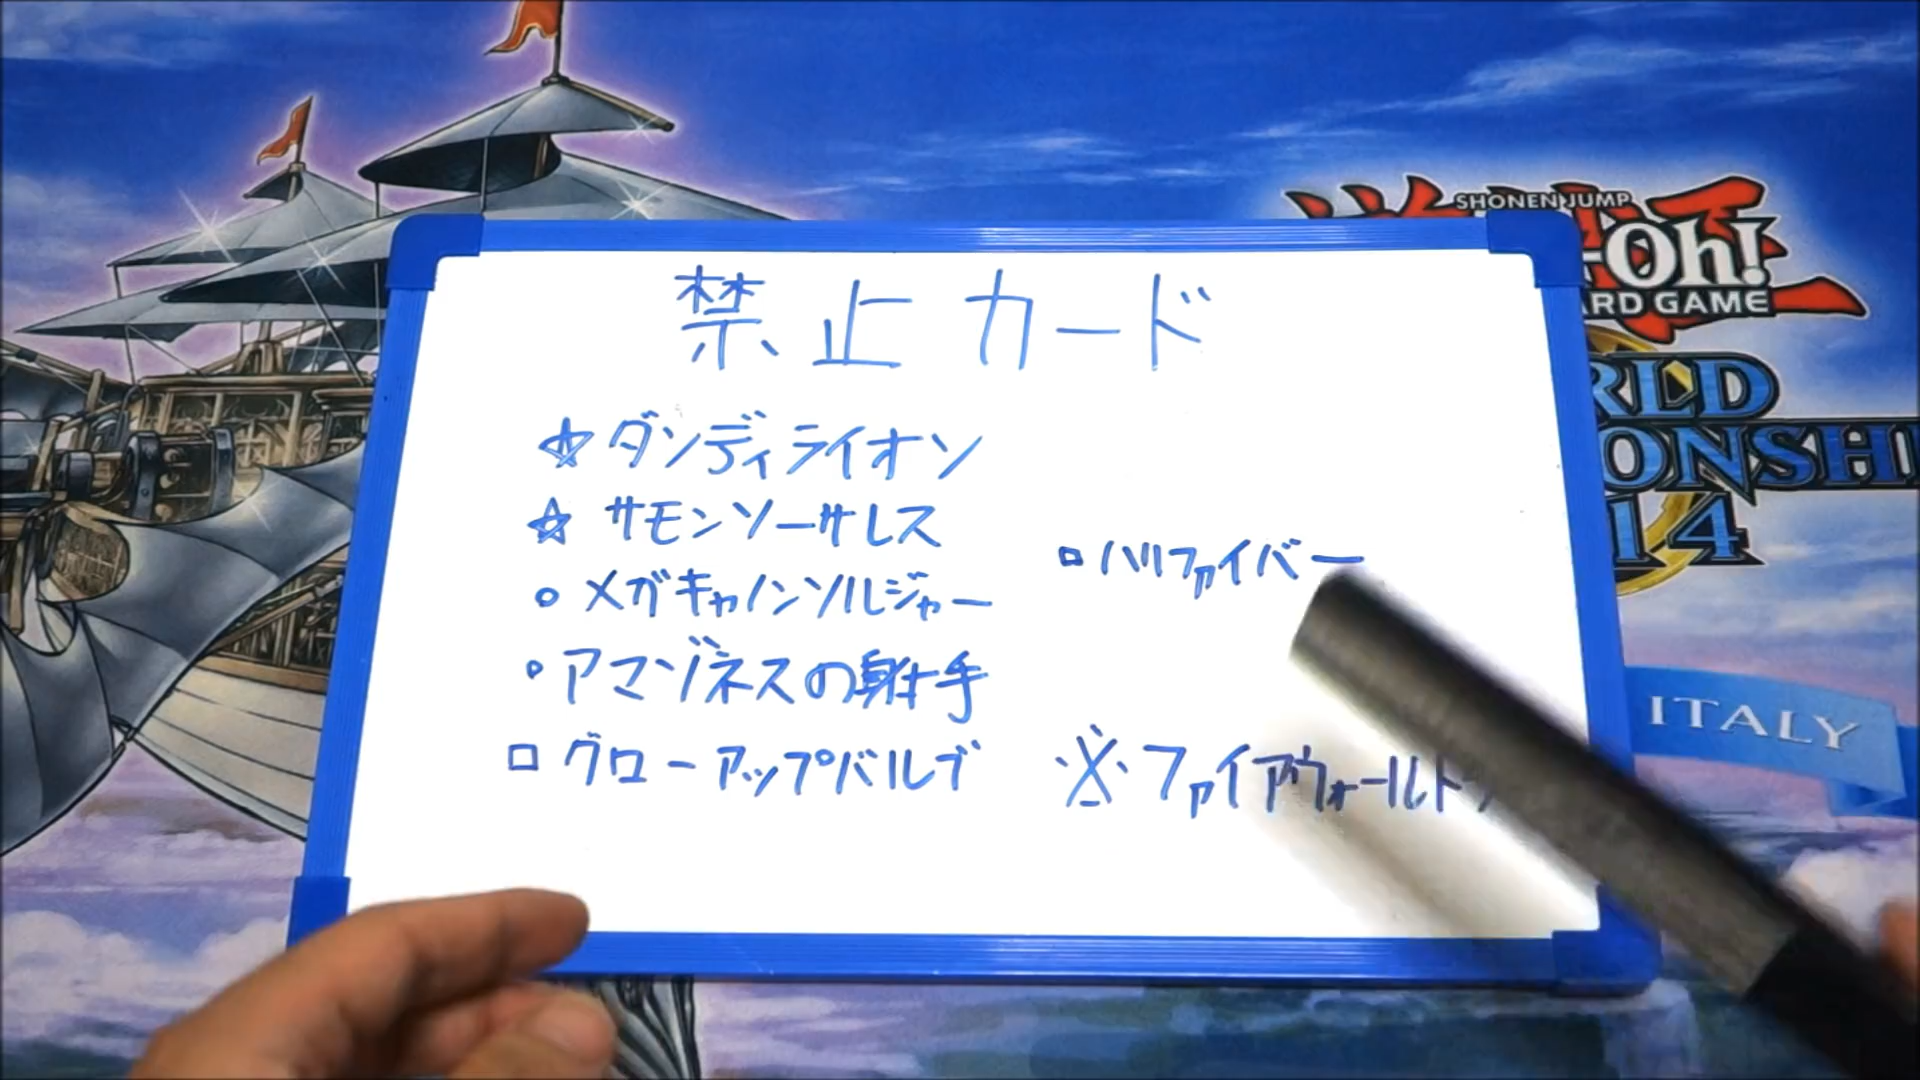 禁止カード
☆ダンディライオン
☆サモンソーサレス
○メガキャノンソルジャー
○アマゾネスの射手
□グローアップバルブ
□ハリファイバー
※ファイアウォールド
SHONEN JUMP
-Oh!
ARD GAME
RLD
ONSHI
14
ITALY